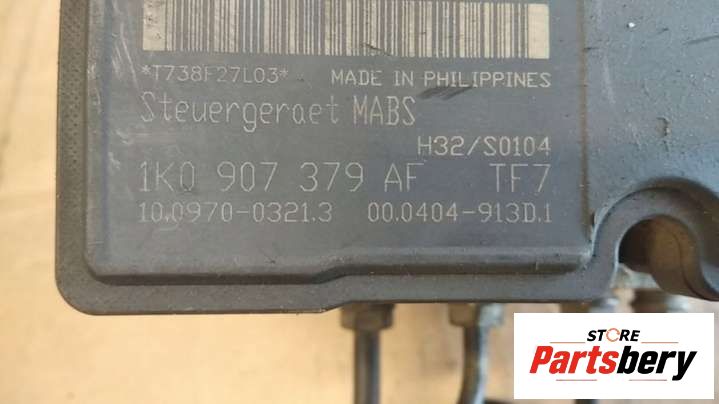 *T738F27L03* MADE IN PHILIPPINES
Steuergeraet MABS
H32/S0104
1K0 907 379 AF TF7
10.0970-0321.3 00.0404-913D.1
STORE
Partsbery